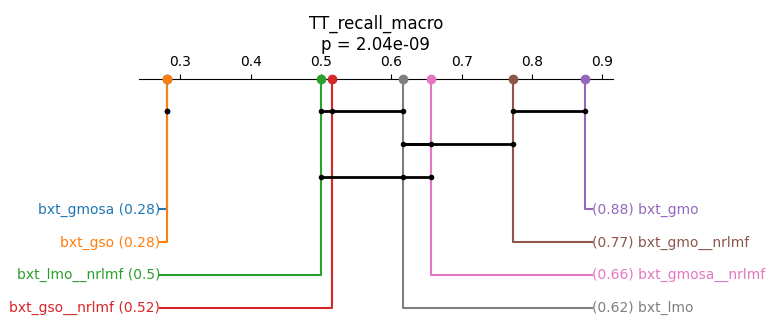 TT_recall_macro
p = 2.04e-09
0.3 0.4 0.5 0.6 0.7 0.8 0.9
bxt_gmosa (0.28) (0.88) bxt_gmo
bxt_gso (0.28) (0.77) bxt_gmo__nrlmf
bxt_lmo__nrlmf (0.5) (0.66) bxt_gmosa__nrlmf
bxt_gso__nrlmf (0.52) (0.62) bxt_lmo